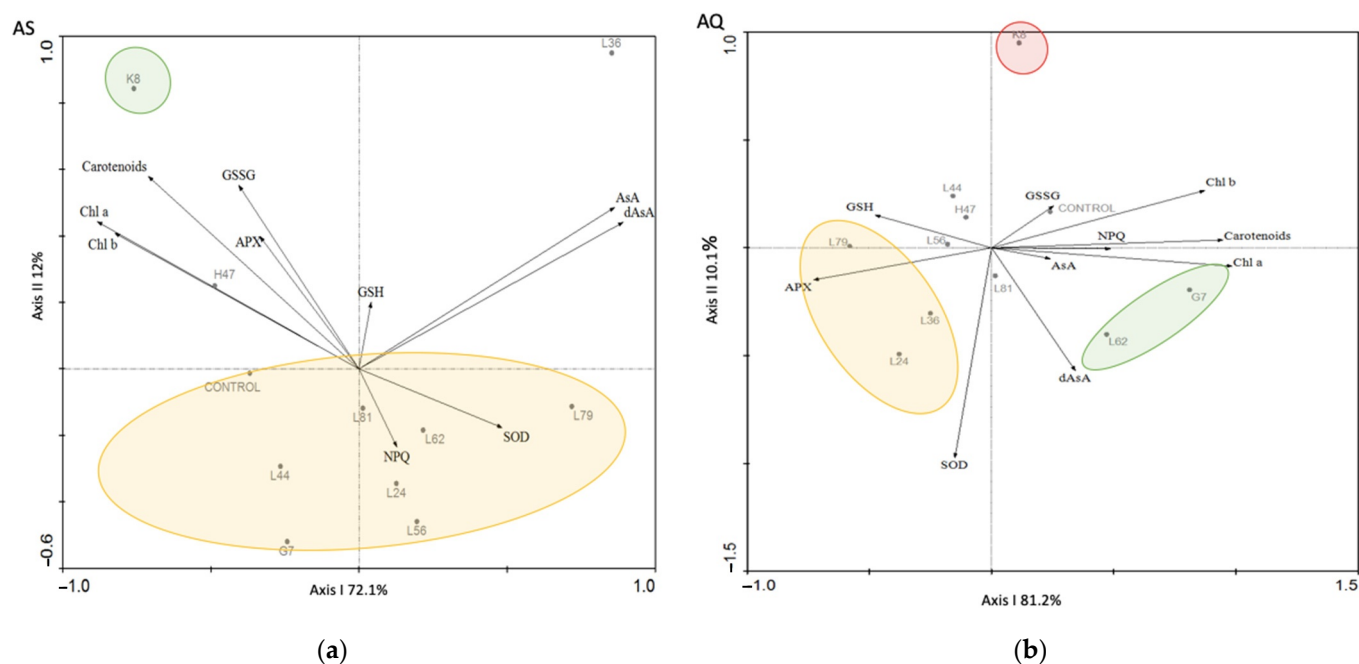 AS
1.0
L36
K8
Carotenoids
GSSG
Chl a
AsA
dAsA
Chl b
APX
H47
GSH
Axis II 12%
CONTROL
L81
L79
L62
SOD
NPQ
L44
L24
L56
G7
−0.6
−1.0
Axis I 72.1%
1.0
(a)
AQ
1.0
K8
Chl b
L44
GSSG
GSH
H47
CONTROL
L56
NPQ
Carotenoids
L79
AsA
Chl a
APX
L81
G7
L36
L62
L24
dAsA
Axis II 10.1%
SOD
−1.5
−1.0
Axis I 81.2%
1.5
(b)